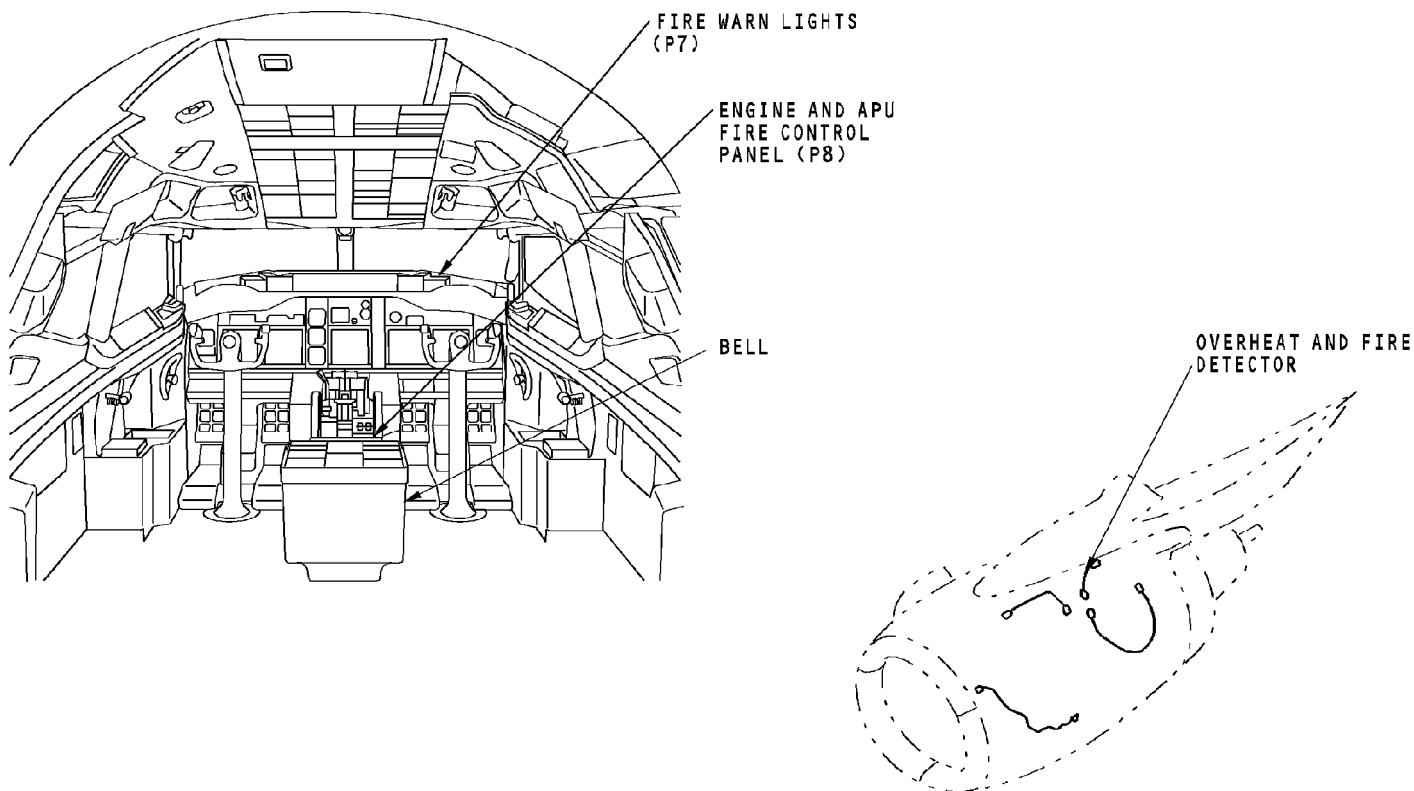 FIRE WARN LIGHTS
(P7)
ENGINE AND APU
FIRE CONTROL
PANEL (P8)
BELL
OVERHEAT AND FIRE
DETECTOR